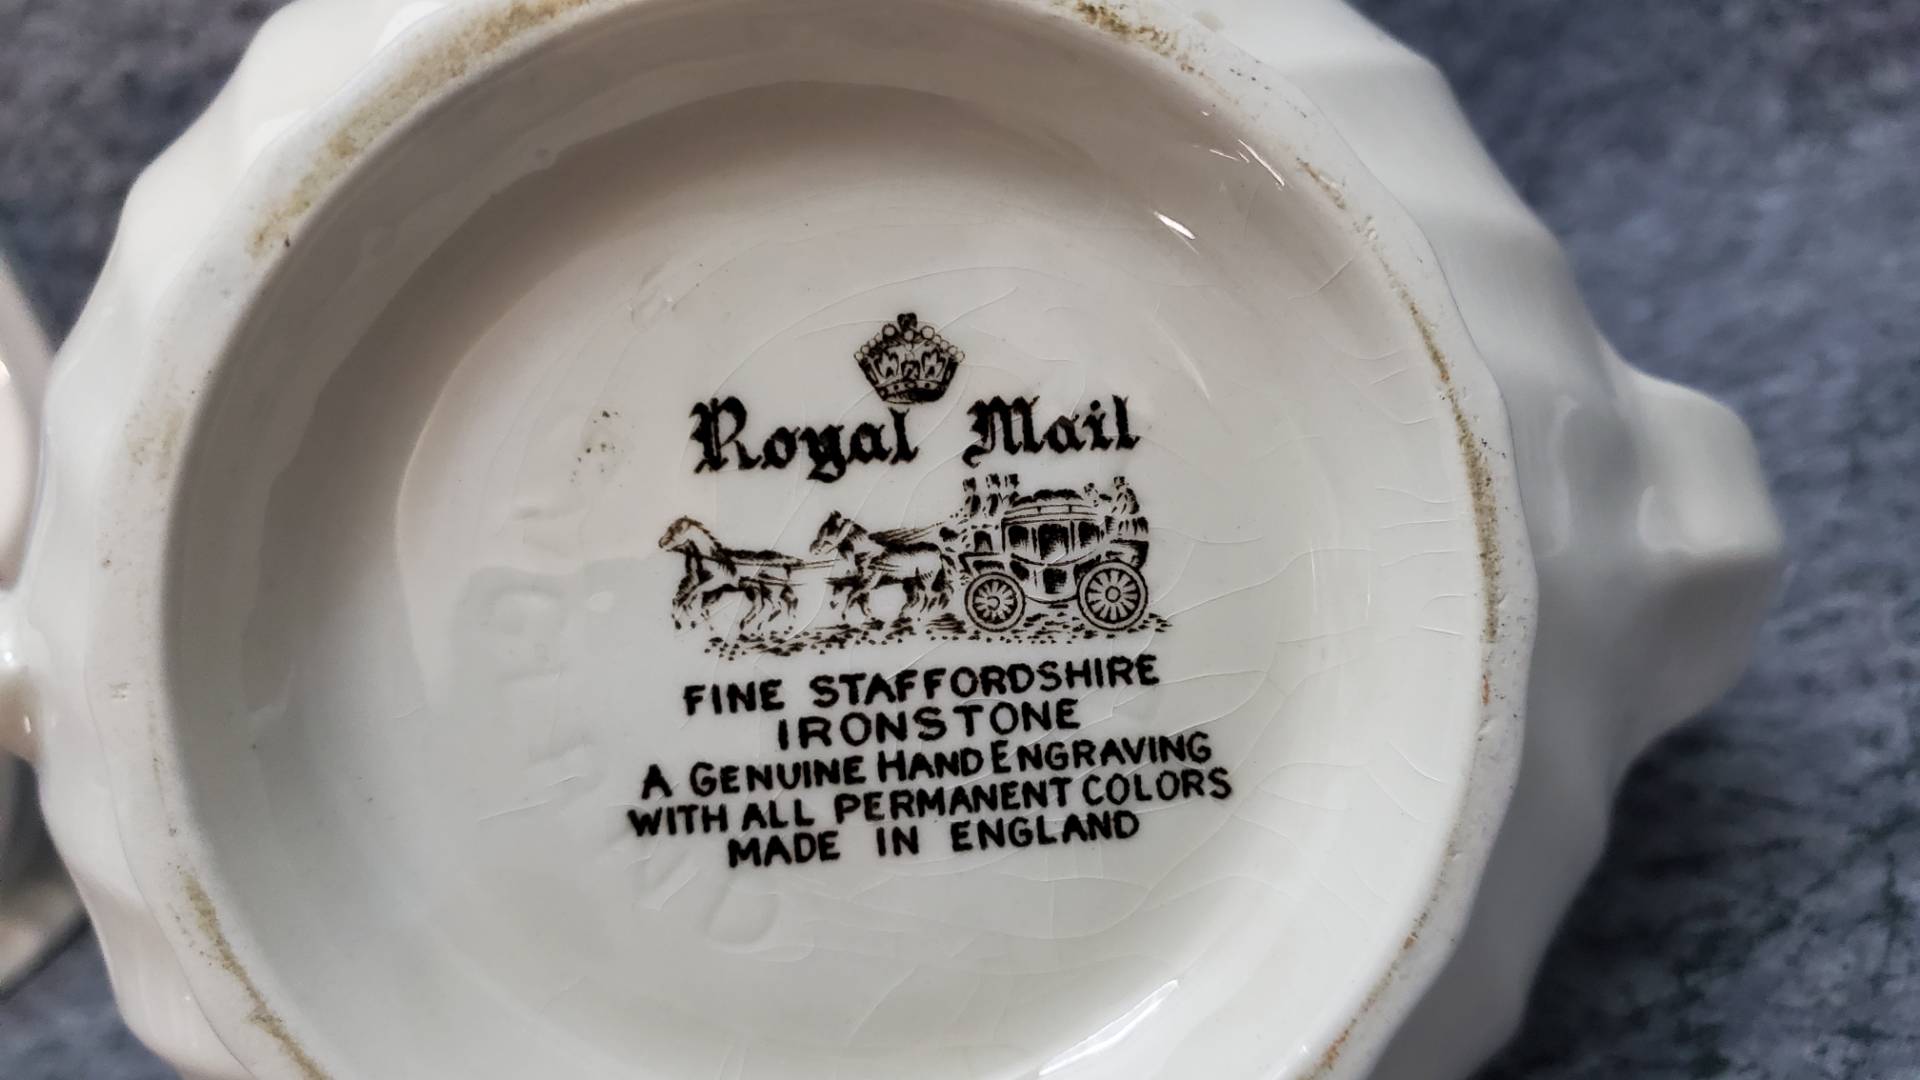 Royal Mail
FINE STAFFORDSHIRE
IRONSTONE
A GENUINE HAND ENGRAVING
WITH ALL PERMANENT COLORS
MADE IN ENGLAND